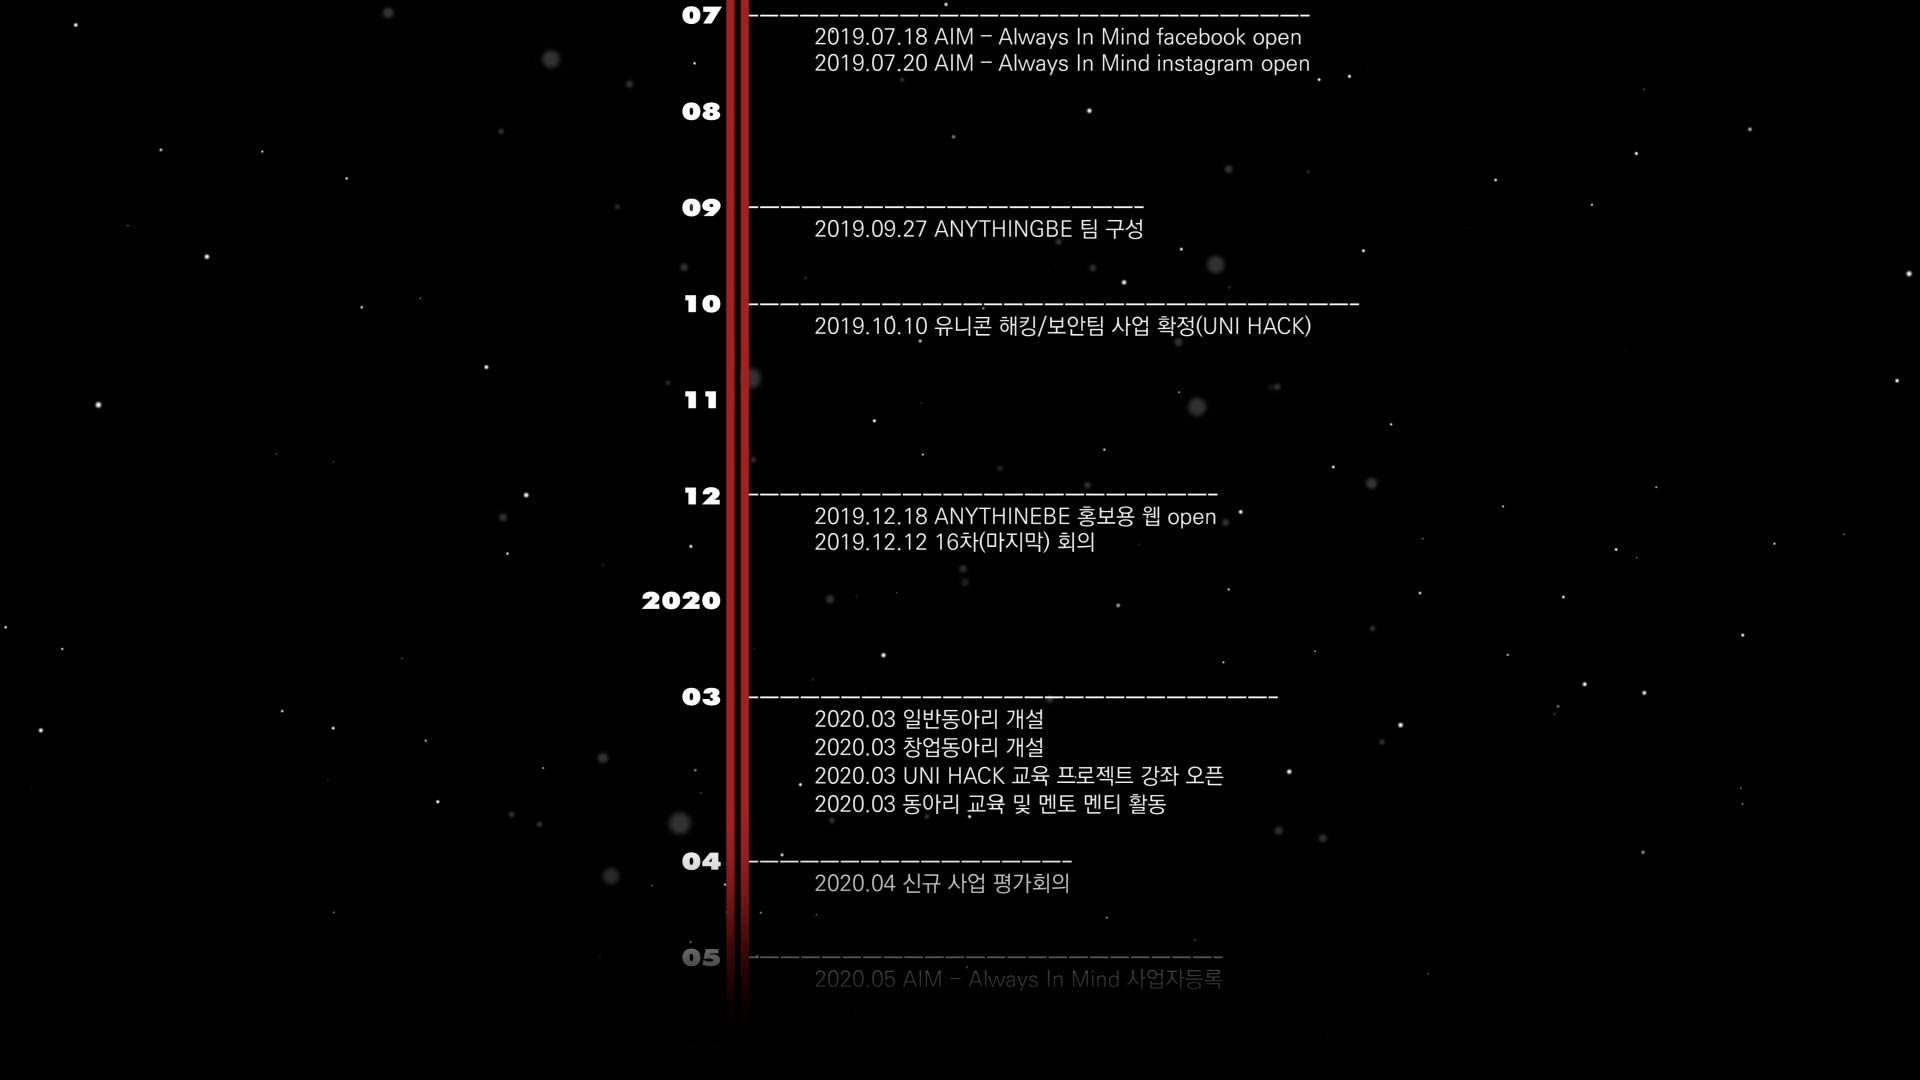 07
2019.07.18 AIM – Always In Mind facebook open
2019.07.20 AIM – Always In Mind instagram open
08
09
2019.09.27 ANYTHINGBE 팀 구성
10
2019.10.10 유니콘 해킹/보안팀 사업 확정(UNI HACK)
11
12
2019.12.18 ANYTHINEBE 홍보용 웹 open
2019.12.12 16차(마지막) 회의
2020
03
2020.03 일반동아리 개설
2020.03 창업동아리 개설
2020.03 UNI HACK 교육 프로젝트 강좌 오픈
2020.03 동아리 교육 및 멘토 멘티 활동
04
2020.04 신규 사업 평가회의
05
2020.05 AIM – Always In Mind 사업자등록